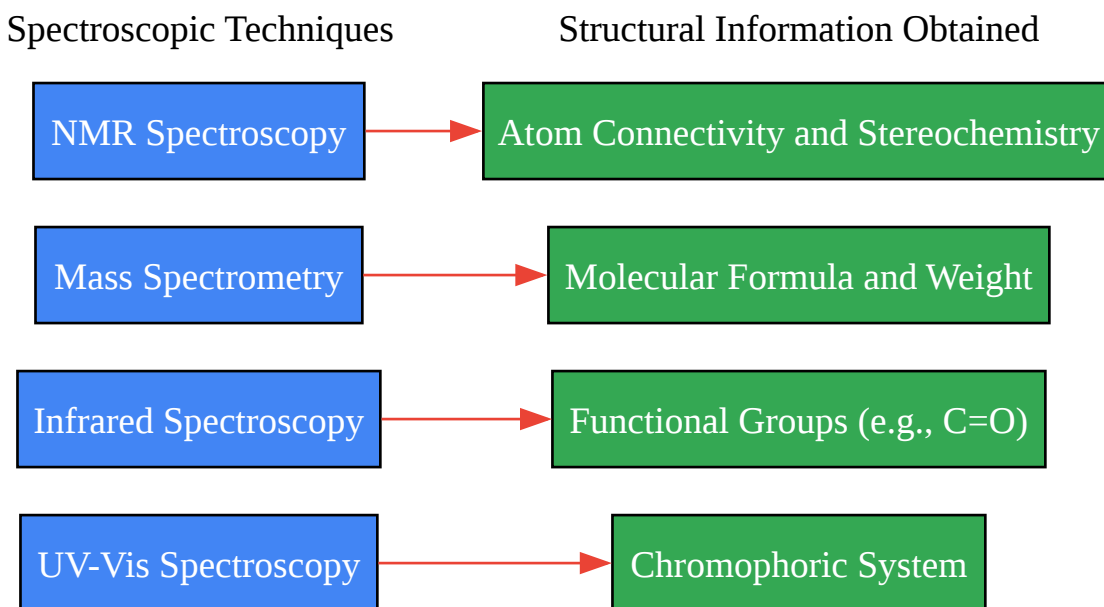 Spectroscopic Techniques
Structural Information Obtained
NMR Spectroscopy
Atom Connectivity and Stereochemistry
Mass Spectrometry
Molecular Formula and Weight
Infrared Spectroscopy
Functional Groups (e.g., C=O)
UV-Vis Spectroscopy
Chromophoric System